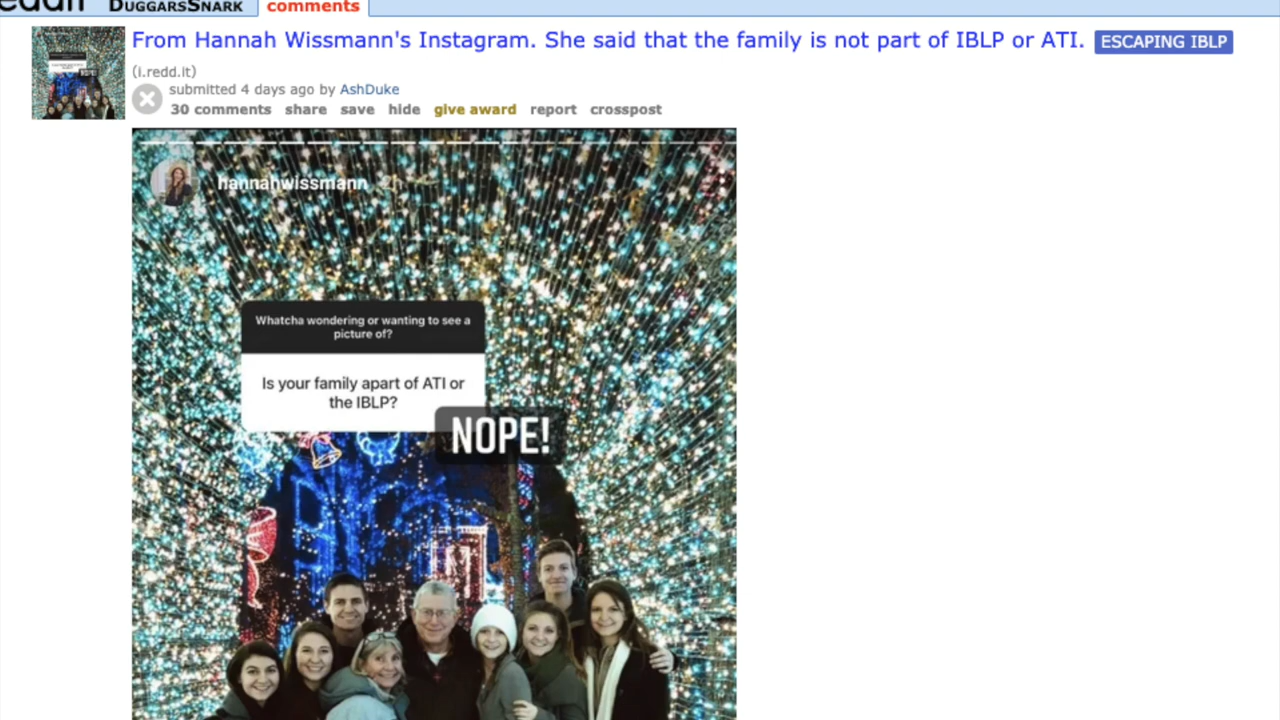 reddit DUGGARSSNARK comments
From Hannah Wissmann's Instagram. She said that the family is not part of IBLP or ATI. ESCAPING IBLP
(i.redd.it)
submitted 4 days ago by AshDuke
30 comments share save hide give award report crosspost
hannahwissmann
Whatcha wondering or wanting to see a
picture of?
Is your family apart of ATI or
the IBLP?
NOPE!